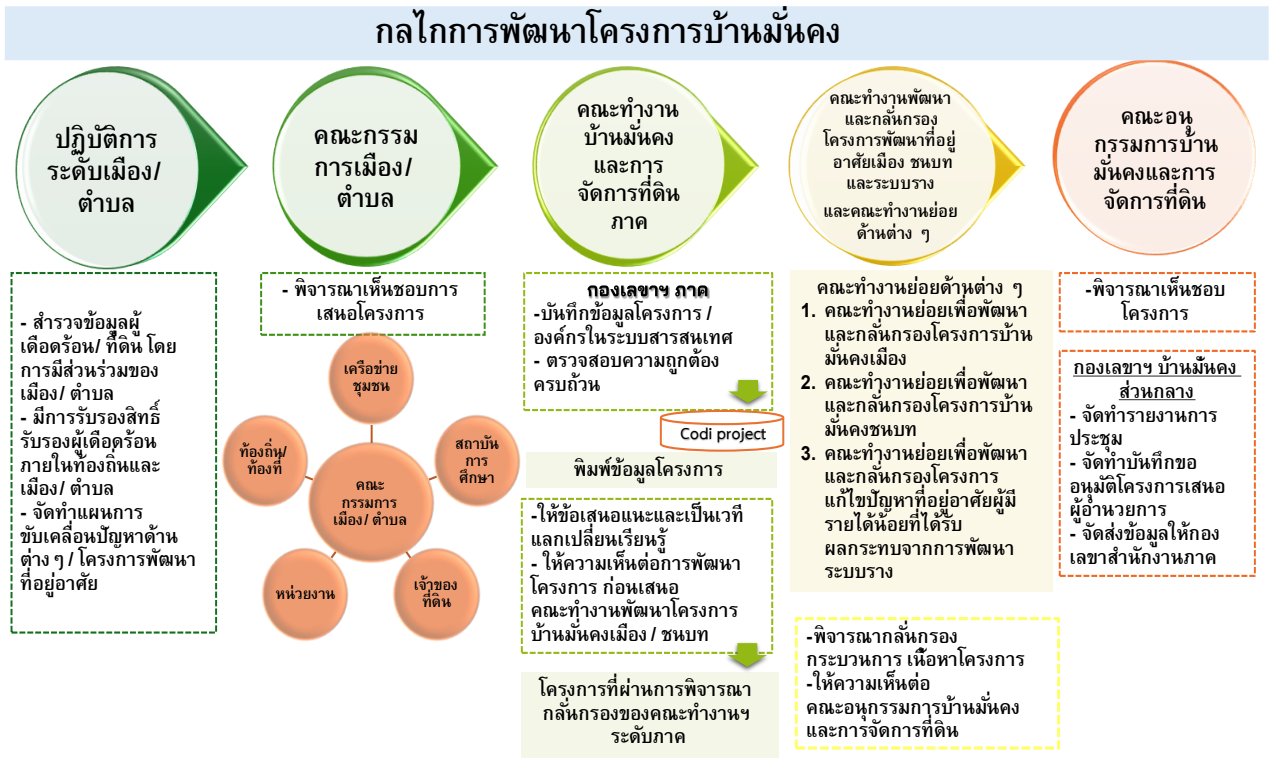 กลไกการพัฒนาโครงการบ้านมั่นคง
ปฏิบัติการ
ระดับเมือง/
ตำบล
- สำรวจข้อมูลผู้
เดือดร้อน/ ที่ดิน โดย
การมีส่วนร่วมของ
เมือง/ ตำบล
- มีการรับรองสิทธิ์
รับรองผู้เดือดร้อน
ภายในท้องถิ่นและ
เมือง/ ตำบล
- จัดทำแผนการ
ขับเคลื่อนปัญหาด้าน
ต่าง ๆ / โครงการพัฒนา
ที่อยู่อาศัย
คณะกรรม
การเมือง/
ตำบล
- พิจารณาเห็นชอบการ
เสนอโครงการ
เครือข่าย
ชุมชน
ท้องถิ่น/
ท้องที่
สถาบัน
การ
ศึกษา
คณะ
กรรมการ
เมือง/ ตำบล
หน่วยงาน
เจ้าของ
ที่ดิน
คณะทำงาน
บ้านมั่นคง
และการ
จัดการที่ดิน
ภาค
กองเลขาฯ ภาค
-บันทึกข้อมูลโครงการ /
องค์กรในระบบสารสนเทศ
- ตรวจสอบความถูกต้อง
ครบถ้วน
Codi project
พิมพ์ข้อมูลโครงการ
-ให้ข้อเสนอแนะและเป็นเวที
แลกเปลี่ยนเรียนรู้
- ให้ความเห็นต่อการพัฒนา
โครงการ ก่อนเสนอ
คณะทำงานพัฒนาโครงการ
บ้านมั่นคงเมือง / ชนบท
โครงการที่ผ่านการพิจารณา
กลั่นกรองของคณะทำงานฯ
ระดับภาค
คณะทำงานพัฒนา
และกลั่นกรอง
โครงการพัฒนาที่อยู่
อาศัยเมือง ชนบท
และระบบราง
และคณะทำงานย่อย
ด้านต่าง ๆ
คณะทำงานย่อยด้านต่าง ๆ
1. คณะทำงานย่อยเพื่อพัฒนา
และกลั่นกรองโครงการบ้าน
มั่นคงเมือง
2. คณะทำงานย่อยเพื่อพัฒนา
และกลั่นกรองโครงการบ้าน
มั่นคงชนบท
3. คณะทำงานย่อยเพื่อพัฒนา
และกลั่นกรองโครงการ
แก้ไขปัญหาที่อยู่อาศัยผู้มี
รายได้น้อยที่ได้รับ
ผลกระทบจากการพัฒนา
ระบบราง
-พิจารณากลั่นกรอง
กระบวนการ เนื้อหาโครงการ
-ให้ความเห็นต่อ
คณะอนุกรรมการบ้านมั่นคง
และการจัดการที่ดิน
คณะอนุ
กรรมการบ้าน
มั่นคงและการ
จัดการที่ดิน
-พิจารณาเห็นชอบ
โครงการ
กองเลขาฯ บ้านมั่นคง
ส่วนกลาง
- จัดทำรายงานการ
ประชุม
- จัดทำบันทึกขอ
อนุมัติโครงการเสนอ
ผู้อำนวยการ
- จัดส่งข้อมูลให้กอง
เลขาสำนักงานภาค